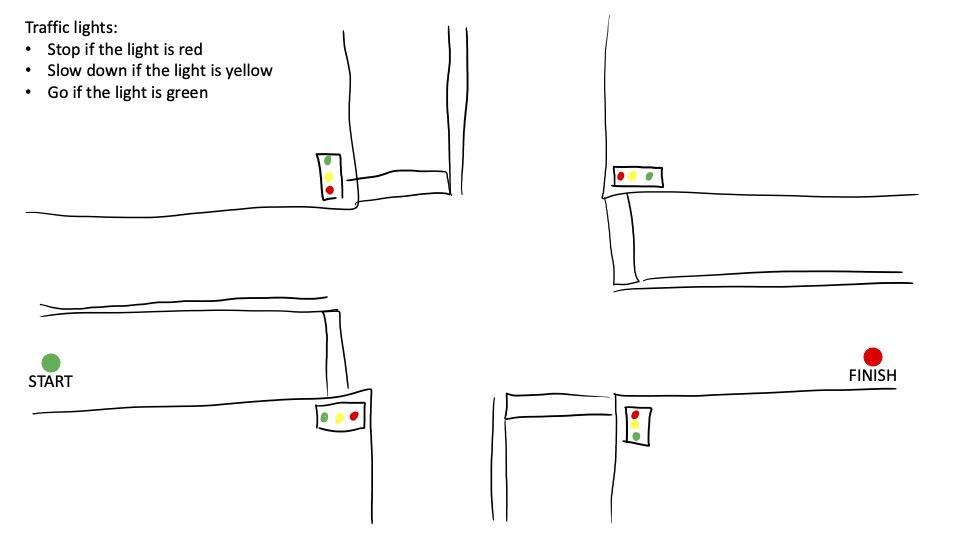 Traffic lights:
• Stop if the light is red
• Slow down if the light is yellow
• Go if the light is green
START
FINISH